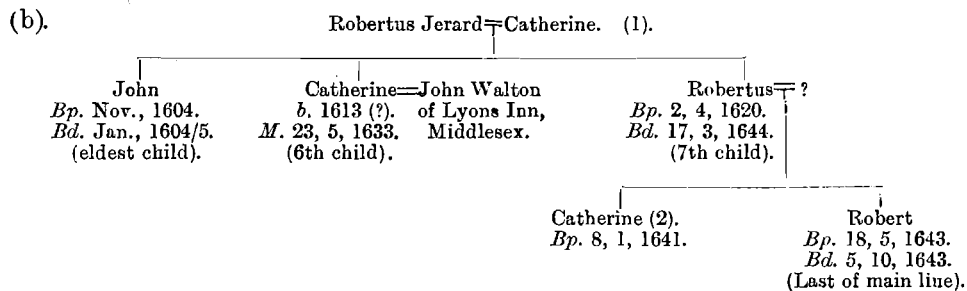 (b). Robertus Jerard=Catherine. (1).
John Catherine=John Walton Robertus=?
Bp. Nov., 1604. b. 1613 (?). of Lyons Inn, Bp. 2, 4, 1620.
Bd. Jan., 1604/5. M. 23, 5, 1633. Middlesex. Bd. 17, 3, 1644.
(eldest child). (6th child). (7th child).
Catherine (2). Robert
Bp. 8, 1, 1641. Bp. 18, 5, 1643.
Bd. 5, 10, 1643.
(Last of main line).